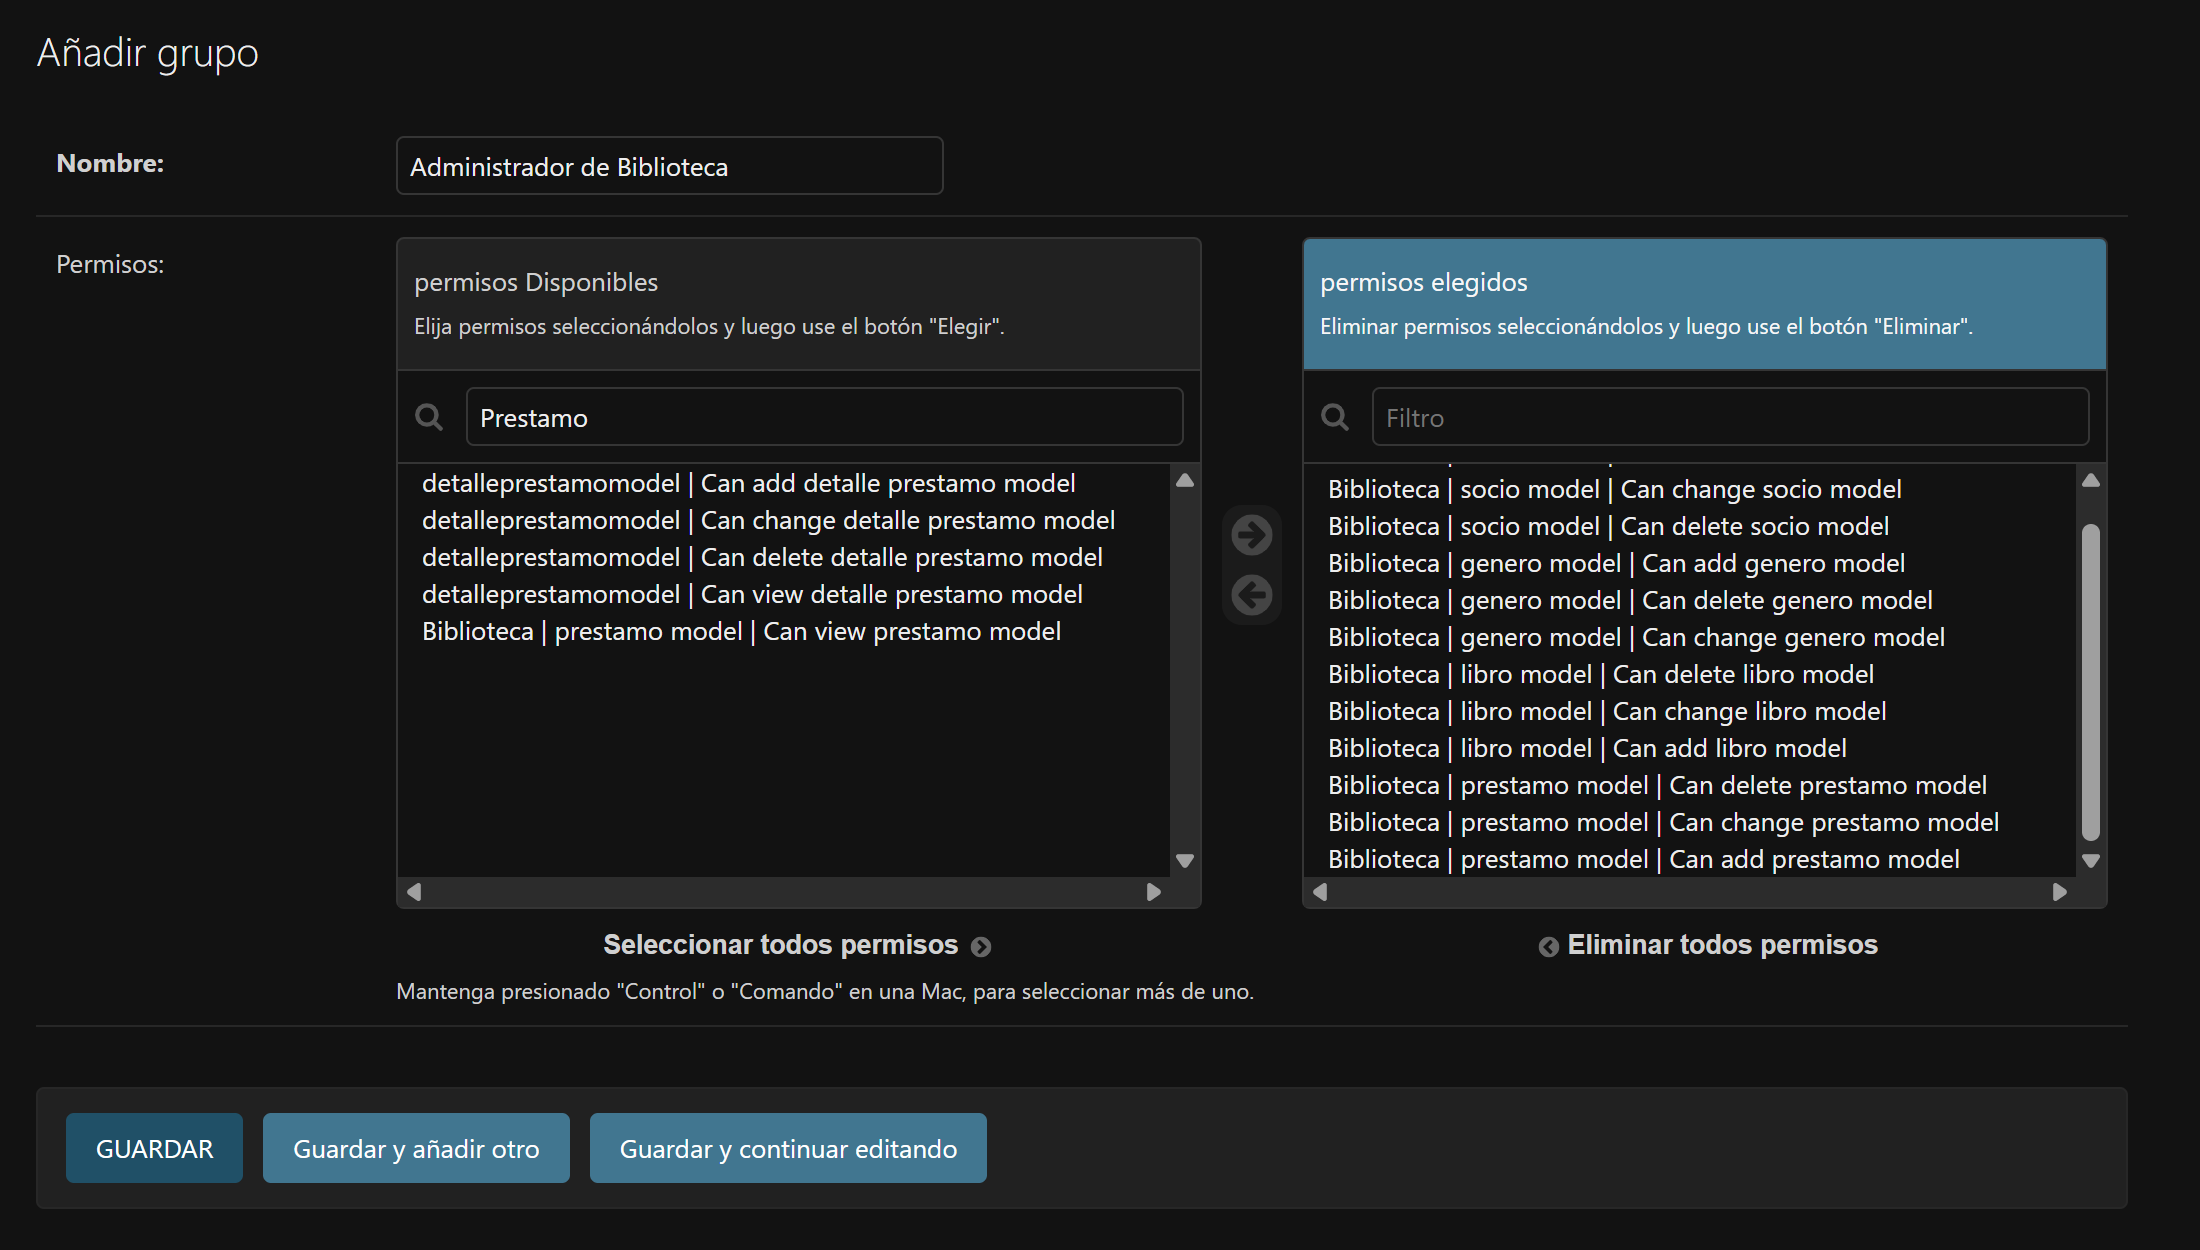 Añadir grupo
Nombre:
Administrador de Biblioteca
Permisos:
permisos Disponibles
Elija permisos seleccionándolos y luego use el botón "Elegir".
Prestamo
detalleprestamomodel | Can add detalle prestamo model
detalleprestamomodel | Can change detalle prestamo model
detalleprestamomodel | Can delete detalle prestamo model
detalleprestamomodel | Can view detalle prestamo model
Biblioteca | prestamo model | Can view prestamo model
Seleccionar todos permisos
Mantenga presionado "Control" o "Comando" en una Mac, para seleccionar más de uno.
permisos elegidos
Eliminar permisos seleccionándolos y luego use el botón "Eliminar".
Filtro
Biblioteca | socio model | Can change socio model
Biblioteca | socio model | Can delete socio model
Biblioteca | genero model | Can add genero model
Biblioteca | genero model | Can delete genero model
Biblioteca | genero model | Can change genero model
Biblioteca | libro model | Can delete libro model
Biblioteca | libro model | Can change libro model
Biblioteca | libro model | Can add libro model
Biblioteca | prestamo model | Can delete prestamo model
Biblioteca | prestamo model | Can change prestamo model
Biblioteca | prestamo model | Can add prestamo model
Eliminar todos permisos
GUARDAR
Guardar y añadir otro
Guardar y continuar editando